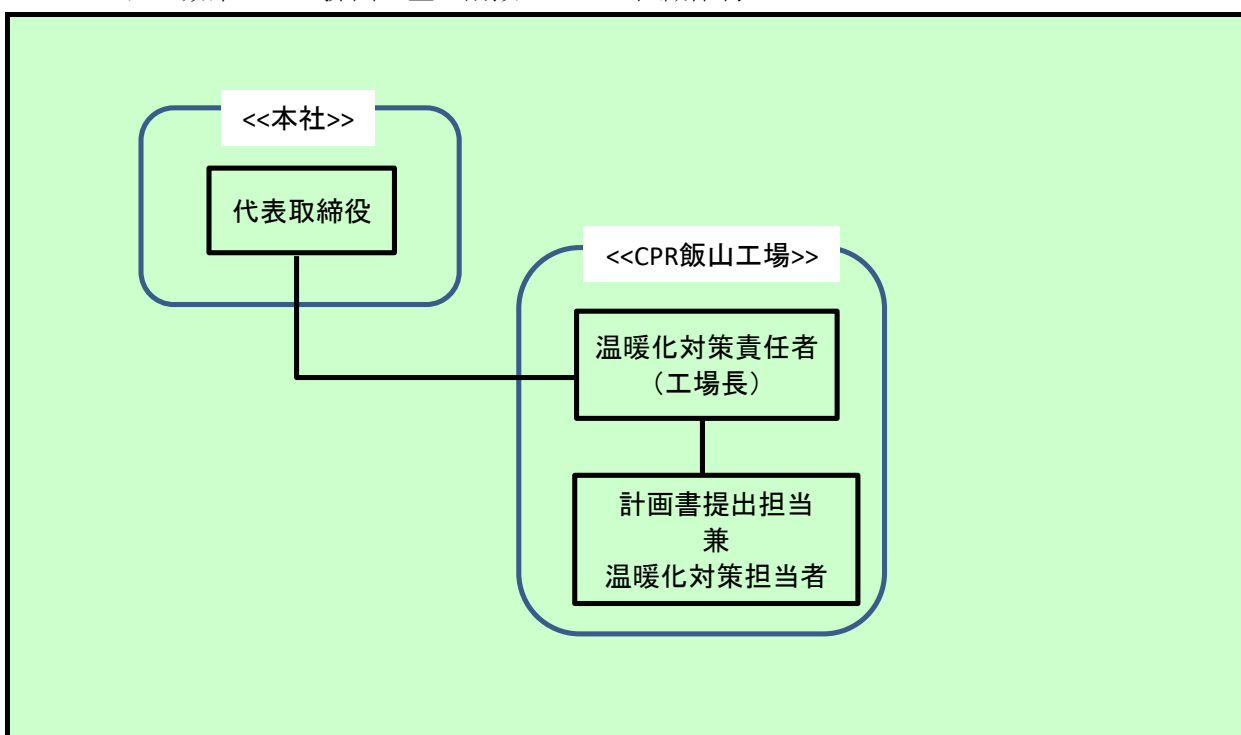 <<本社>>
代表取締役
<<CPR飯山工場>>
温暖化対策責任者
（工場長）
計画書提出担当
兼
温暖化対策担当者